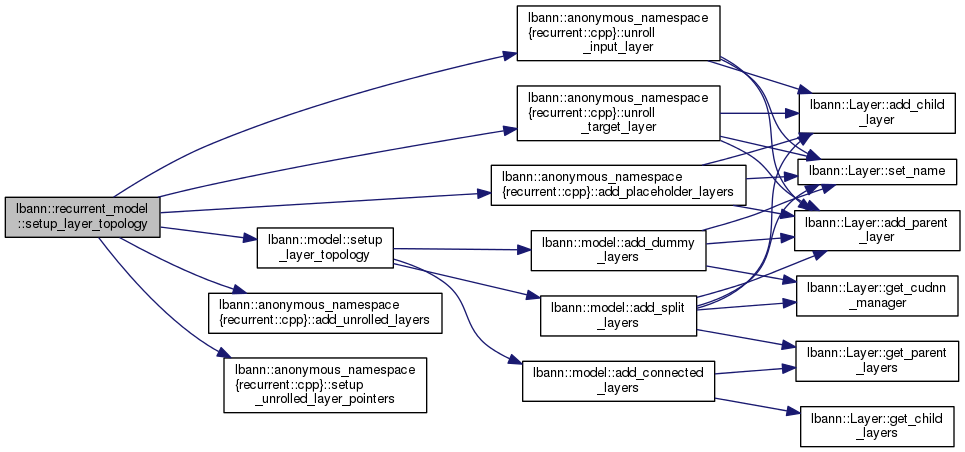 lbann::recurrent_model
::setup_layer_topology
lbann::anonymous_namespace
{recurrent::cpp}::unroll
_input_layer
lbann::anonymous_namespace
{recurrent::cpp}::unroll
_target_layer
lbann::anonymous_namespace
{recurrent::cpp}::add_placeholder_layers
lbann::model::setup
_layer_topology
lbann::model::add_dummy
_layers
lbann::model::add_split
_layers
lbann::model::add_connected
_layers
lbann::anonymous_namespace
{recurrent::cpp}::add_unrolled_layers
lbann::anonymous_namespace
{recurrent::cpp}::setup
_unrolled_layer_pointers
lbann::Layer::add_child
_layer
lbann::Layer::set_name
lbann::Layer::add_parent
_layer
lbann::Layer::get_cudnn
_manager
lbann::Layer::get_parent
_layers
lbann::Layer::get_child
_layers